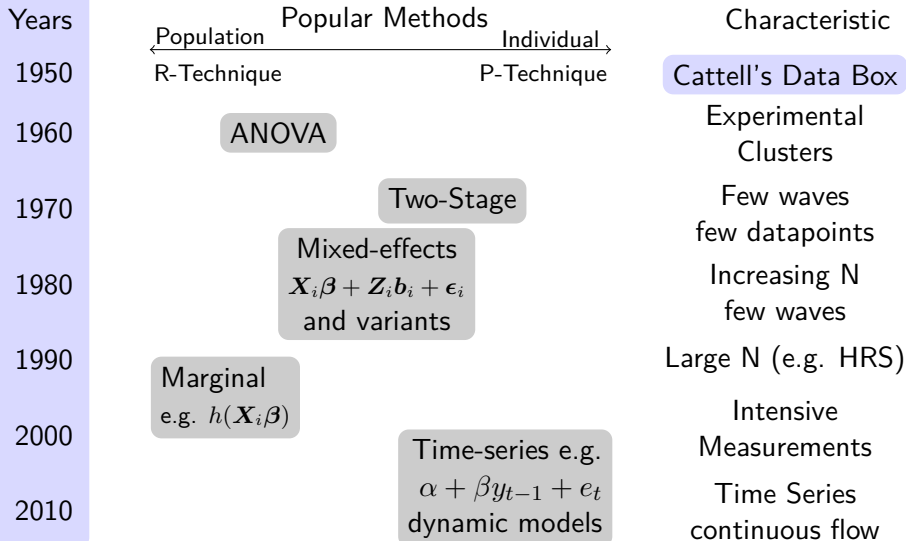 Years Popular Methods Characteristic
Population Individual
1950 R-Technique P-Technique Cattell's Data Box
1960 ANOVA Experimental
Clusters
1970 Two-Stage Few waves
few datapoints
Mixed-effects
1980 X_iβ + Z_ib_i + ϵ_i Increasing N
and variants few waves
1990 Large N (e.g. HRS)
Marginal
e.g. h(X_iβ)
2000 Intensive
Measurements
Time-series e.g.
α + βy_{t−1} + e_t
2010 dynamic models Time Series
continuous flow